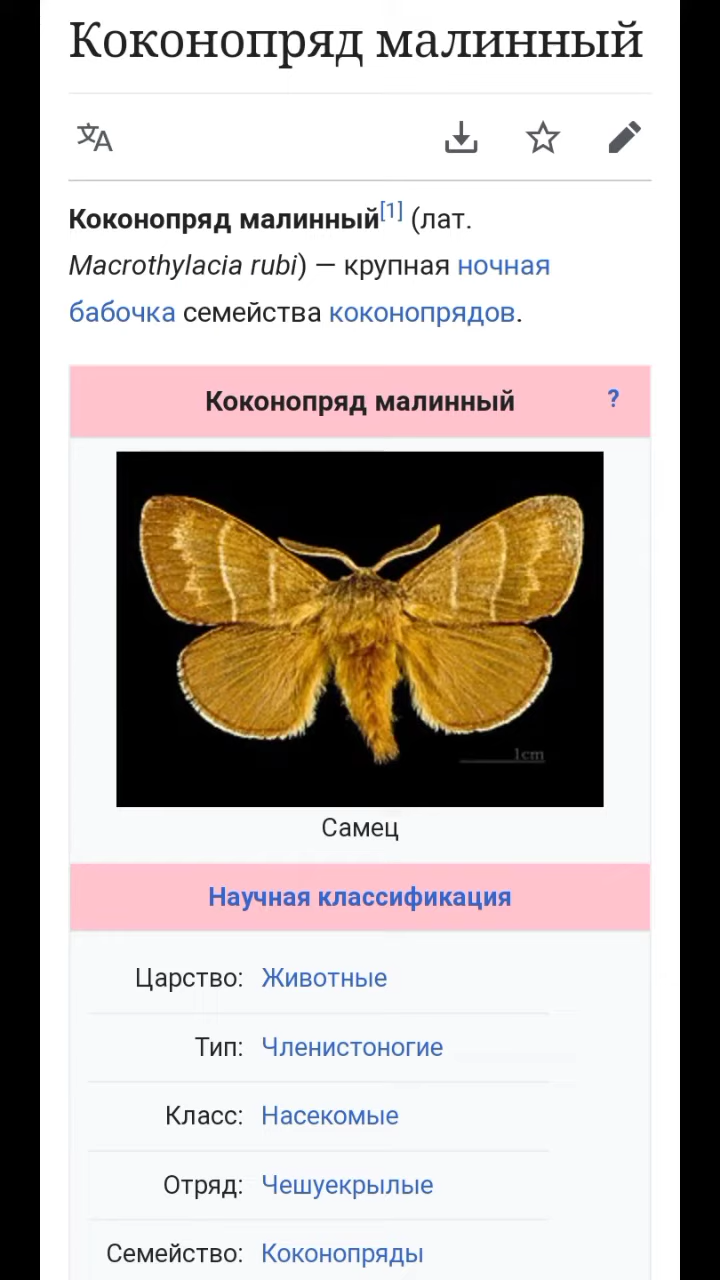 Коконопряд малинный
Коконопряд малинный[1] (лат.
Macrothylacia rubi) — крупная ночная
бабочка семейства коконопрядов.
Коконопряд малинный ?
1cm
Самец
Научная классификация
Царство: Животные
Тип: Членистоногие
Класс: Насекомые
Отряд: Чешуекрылые
Семейство: Коконопряды